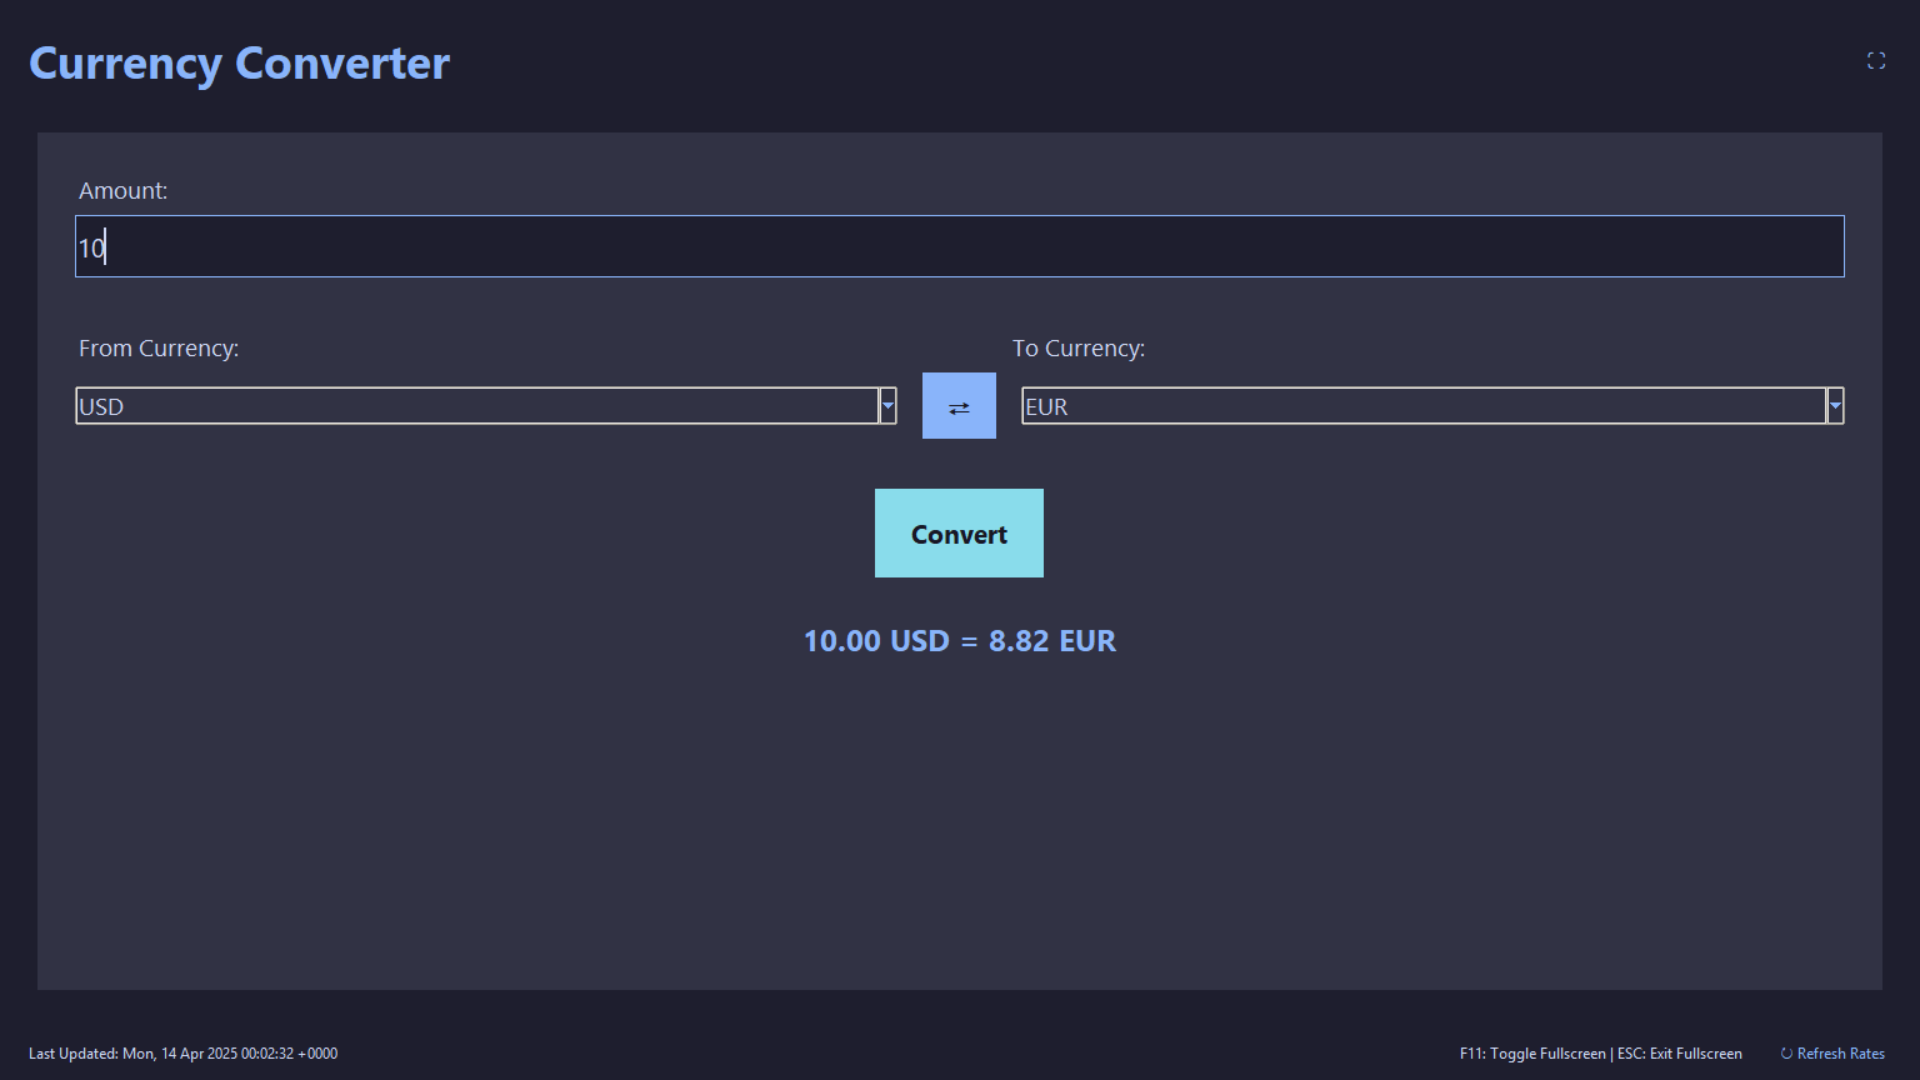 Currency Converter
Amount:
10
From Currency:
To Currency:
USD
⇄
EUR
Convert
10.00 USD = 8.82 EUR
Last Updated: Mon, 14 Apr 2025 00:02:32 +0000
F11: Toggle Fullscreen | ESC: Exit Fullscreen
↻ Refresh Rates